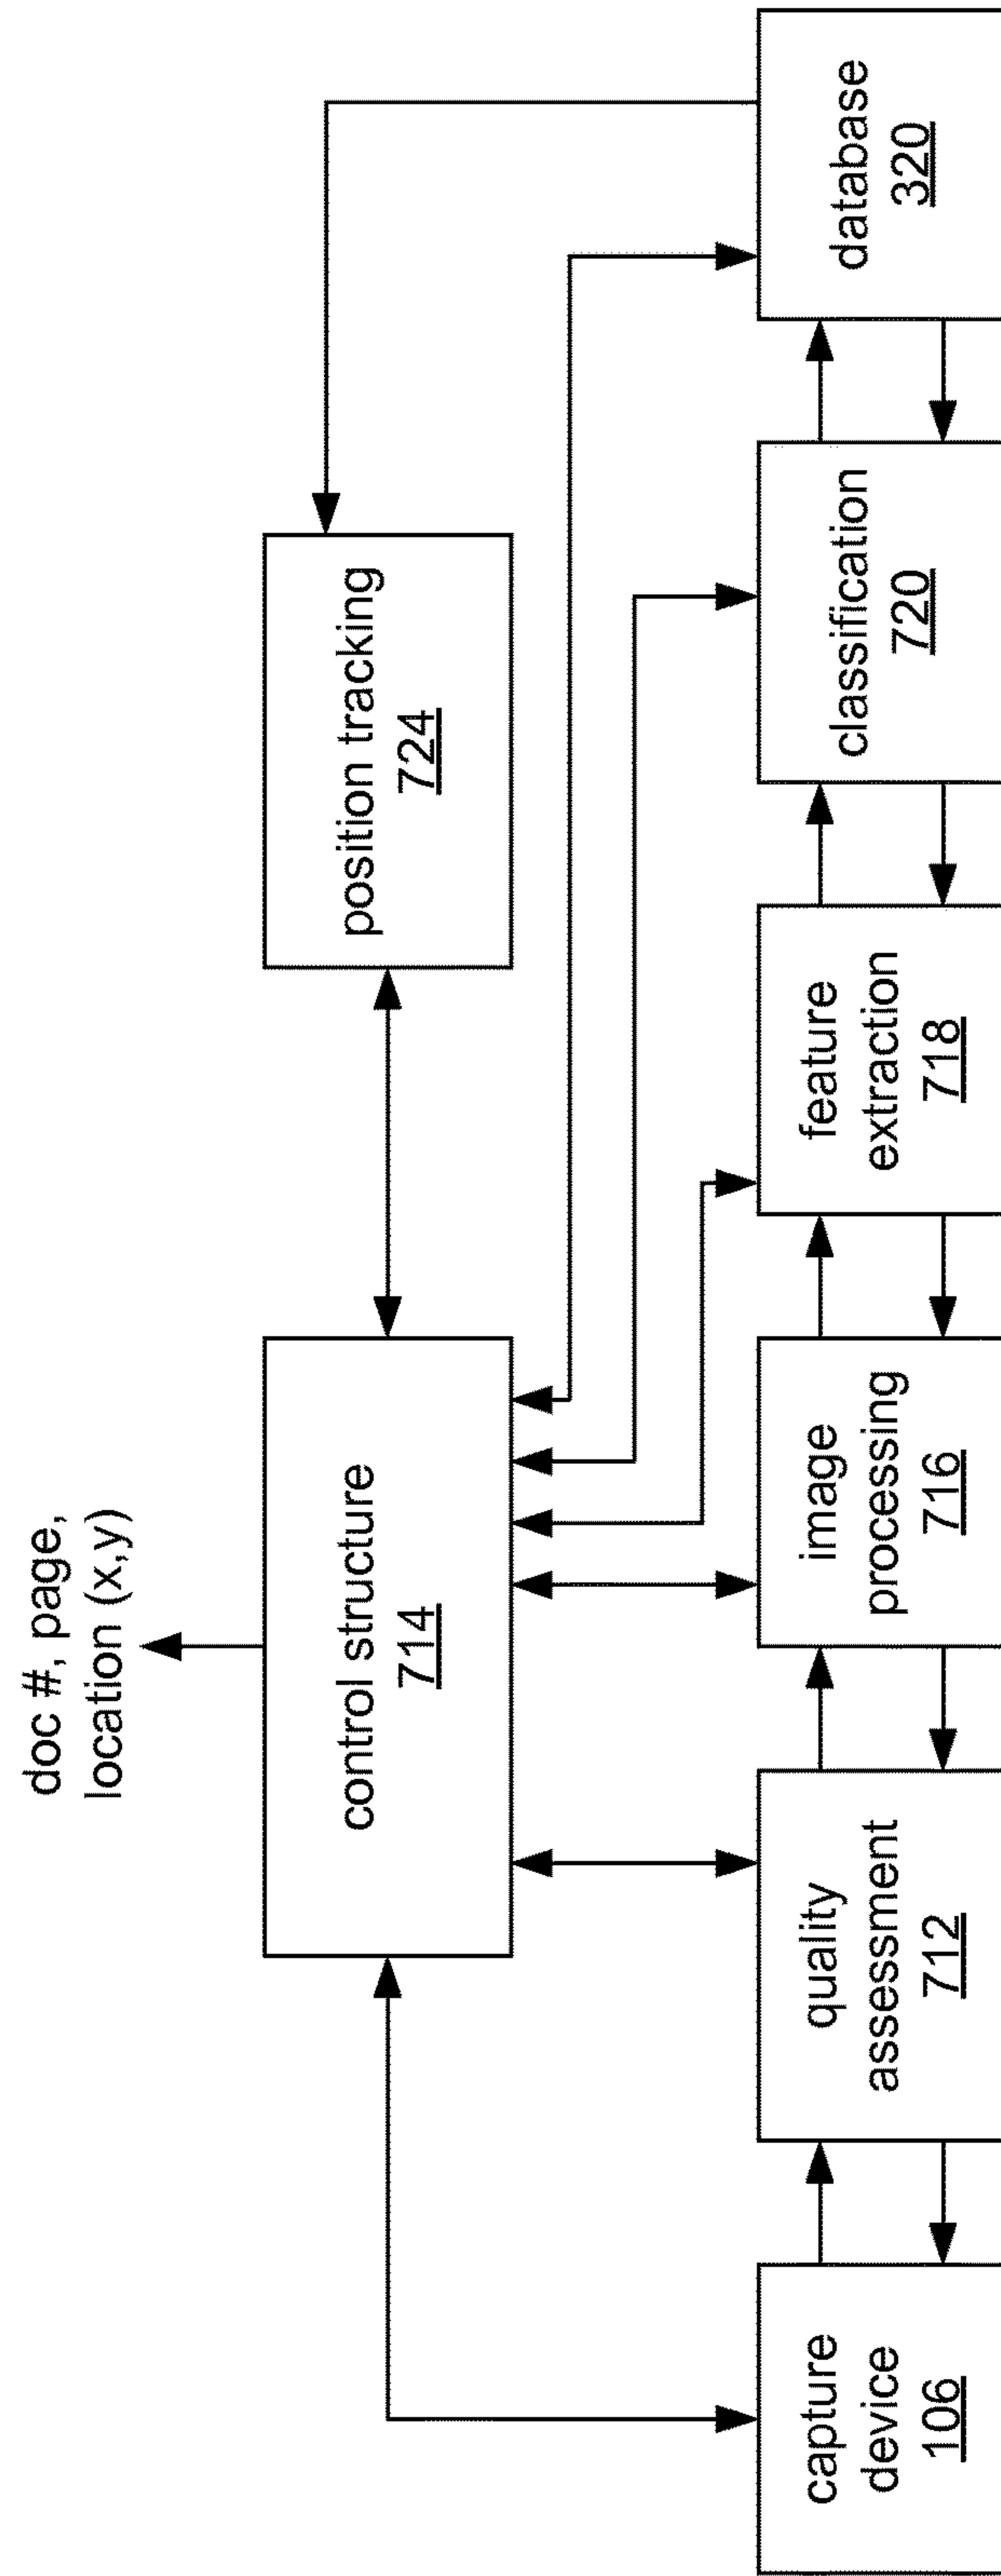 doc #, page,
location (x,y)
control structure
714
position tracking
724
capture
device
106
quality
assessment
712
image
processing
716
feature
extraction
718
classification
720
database
320